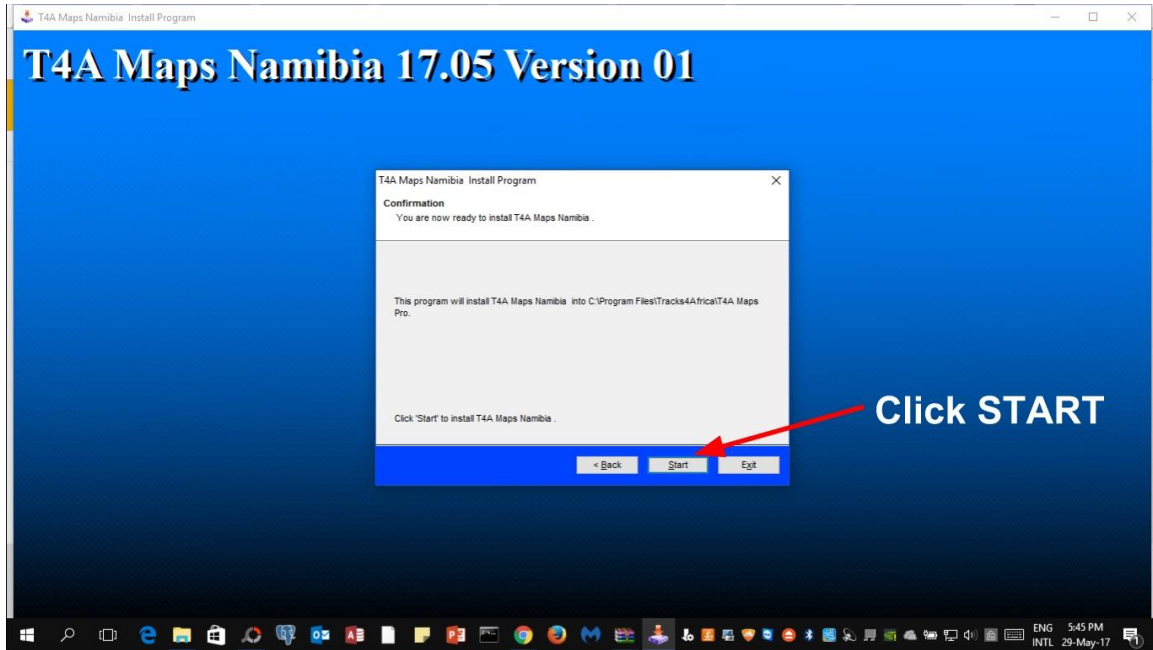 T4A Maps Namibia Install Program
T4A Maps Namibia 17.05 Version 01
T4A Maps Namibia Install Program
Confirmation
You are now ready to install T4A Maps Namibia .
This program will install T4A Maps Namibia into C:\Program Files\Tracks4Africa\T4A Maps
Pro.
Click 'Start' to install T4A Maps Namibia .
Click START
< Back Start Exit
ENG 5:45 PM
INTL 29-May-17